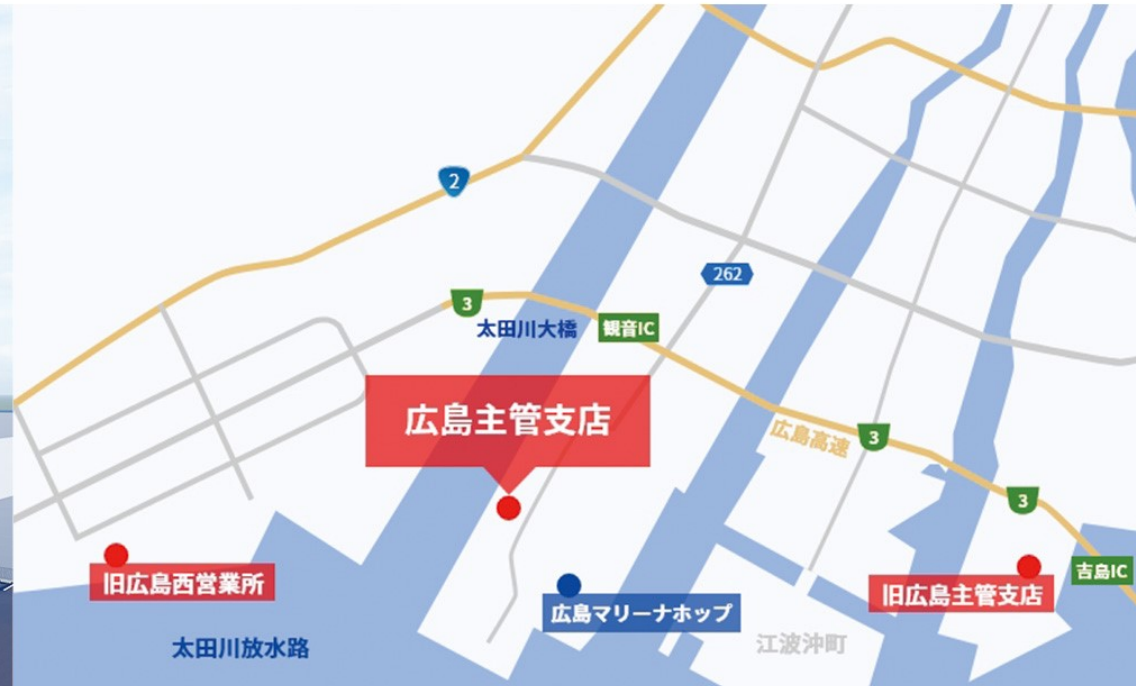 2
262
3
太田川大橋
観音IC
広島主管支店
広島高速
3
3
旧広島西営業所
吉島IC
旧広島主管支店
広島マリーナホップ
太田川放水路
江波沖町